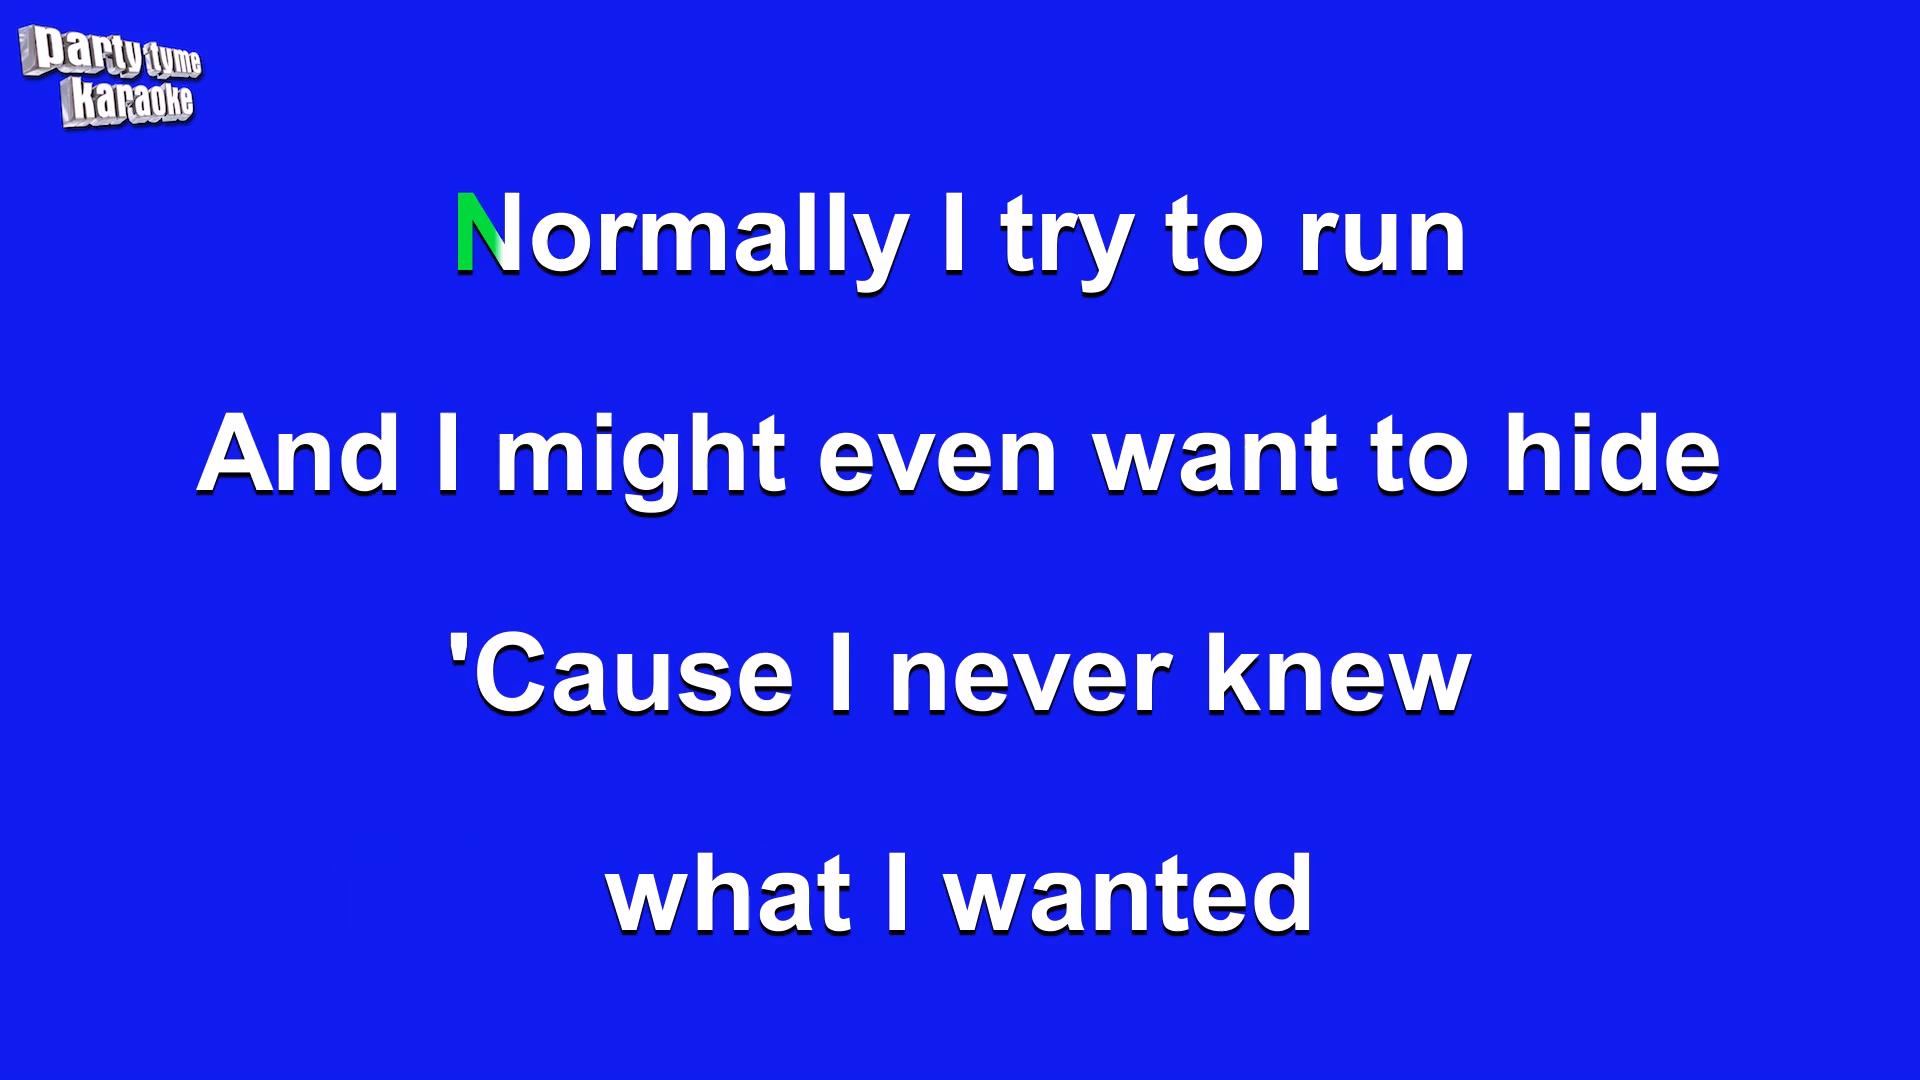 party tyme
karaoke
Normally I try to run
And I might even want to hide
'Cause I never knew
what I wanted